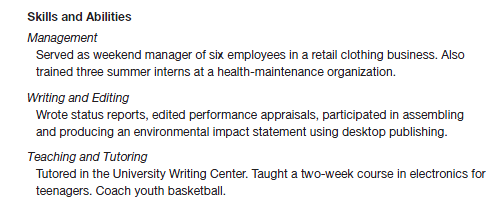 Skills and Abilities
Management
Served as weekend manager of six employees in a retail clothing business. Also
trained three summer interns at a health-maintenance organization.
Writing and Editing
Wrote status reports, edited performance appraisals, participated in assembling
and producing an environmental impact statement using desktop publishing.
Teaching and Tutoring
Tutored in the University Writing Center. Taught a two-week course in electronics for
teenagers. Coach youth basketball.